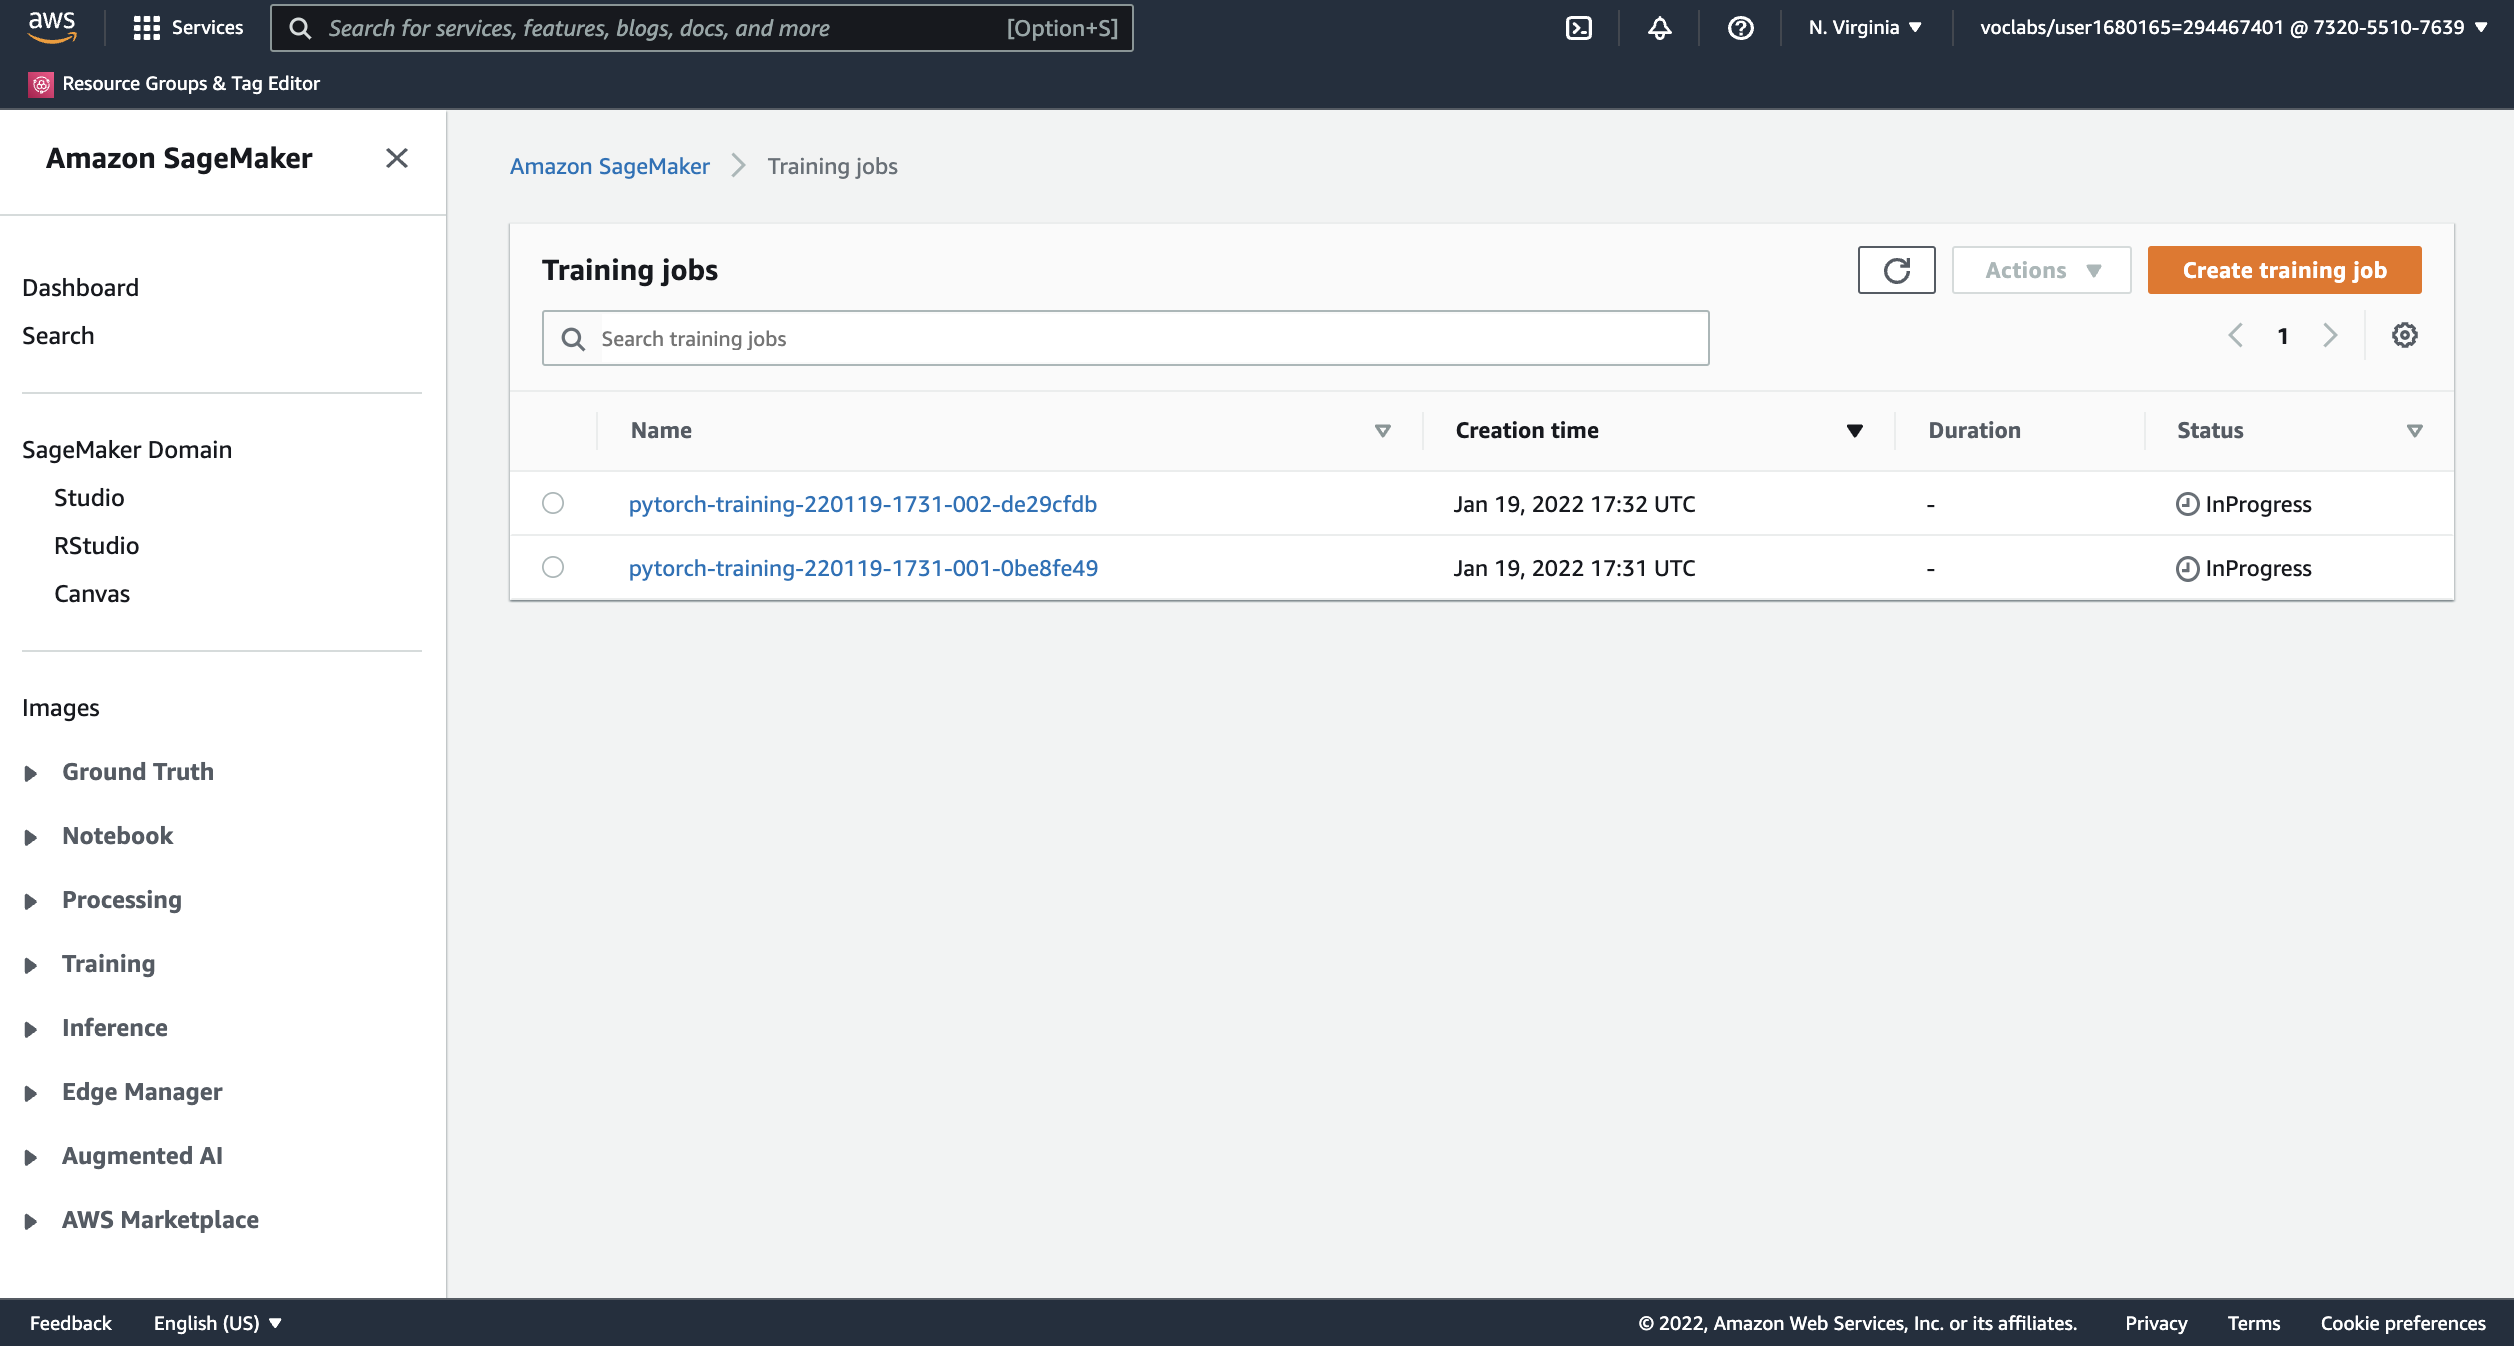 aws
Services
Search for services, features, blogs, docs, and more
[Option+S]
N. Virginia
voclabs/user1680165=294467401 @ 7320-5510-7639
Resource Groups & Tag Editor
Amazon SageMaker
Dashboard
Search
SageMaker Domain
Studio
RStudio
Canvas
Images
Ground Truth
Notebook
Processing
Training
Inference
Edge Manager
Augmented AI
AWS Marketplace
Amazon SageMaker
Training jobs
Training jobs
Actions
Create training job
Search training jobs
1
Name Creation time Duration Status
pytorch-training-220119-1731-002-de29cfdb Jan 19, 2022 17:32 UTC - InProgress
pytorch-training-220119-1731-001-0be8fe49 Jan 19, 2022 17:31 UTC - InProgress
Feedback
English (US)
© 2022, Amazon Web Services, Inc. or its affiliates.
Privacy
Terms
Cookie preferences